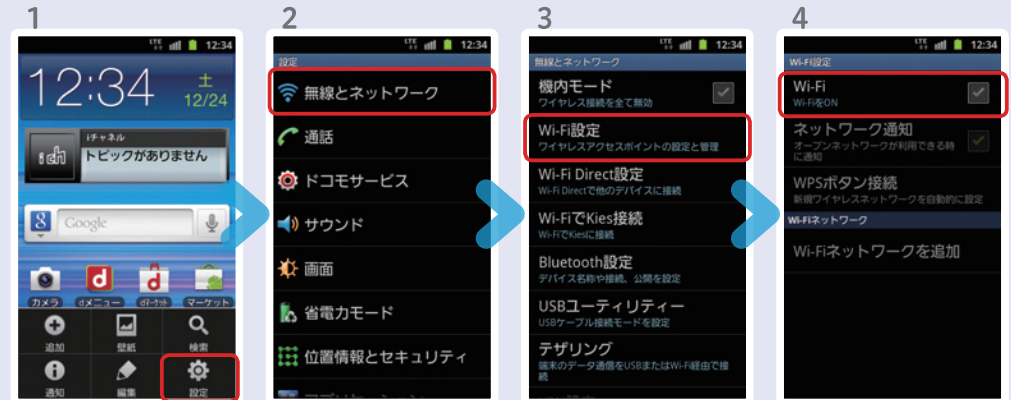 1
LTE
12:34
12:34
土
12/24
iチャネル
i ch
トピックがありません
8
Google
カメラ
dメニュー
dマーケット
マーケット
追加
壁紙
検索
通知
編集
設定
2
LTE
12:34
設定
無線とネットワーク
通話
ドコモサービス
サウンド
画面
省電力モード
位置情報とセキュリティ
3
LTE
12:34
無線とネットワーク
機内モード
ワイヤレス接続を全て無効
Wi-Fi設定
ワイヤレスアクセスポイントの設定と管理
Wi-Fi Direct設定
Wi-Fi Directで他のデバイスに接続
Wi-FiでKies接続
Wi-FiでKiesに接続
Bluetooth設定
デバイス名称や接続、公開を設定
USBユーティリティー
USBケーブル接続モードを設定
テザリング
端末のデータ通信をUSBまたはWi-Fi経由で接
続
4
LTE
12:34
Wi-Fi設定
Wi-Fi
Wi-FiをON
ネットワーク通知
オープンネットワークが利用できる時
に通知
WPSボタン接続
新規ワイヤレスネットワークを自動的に設定
Wi-Fiネットワーク
Wi-Fiネットワークを追加